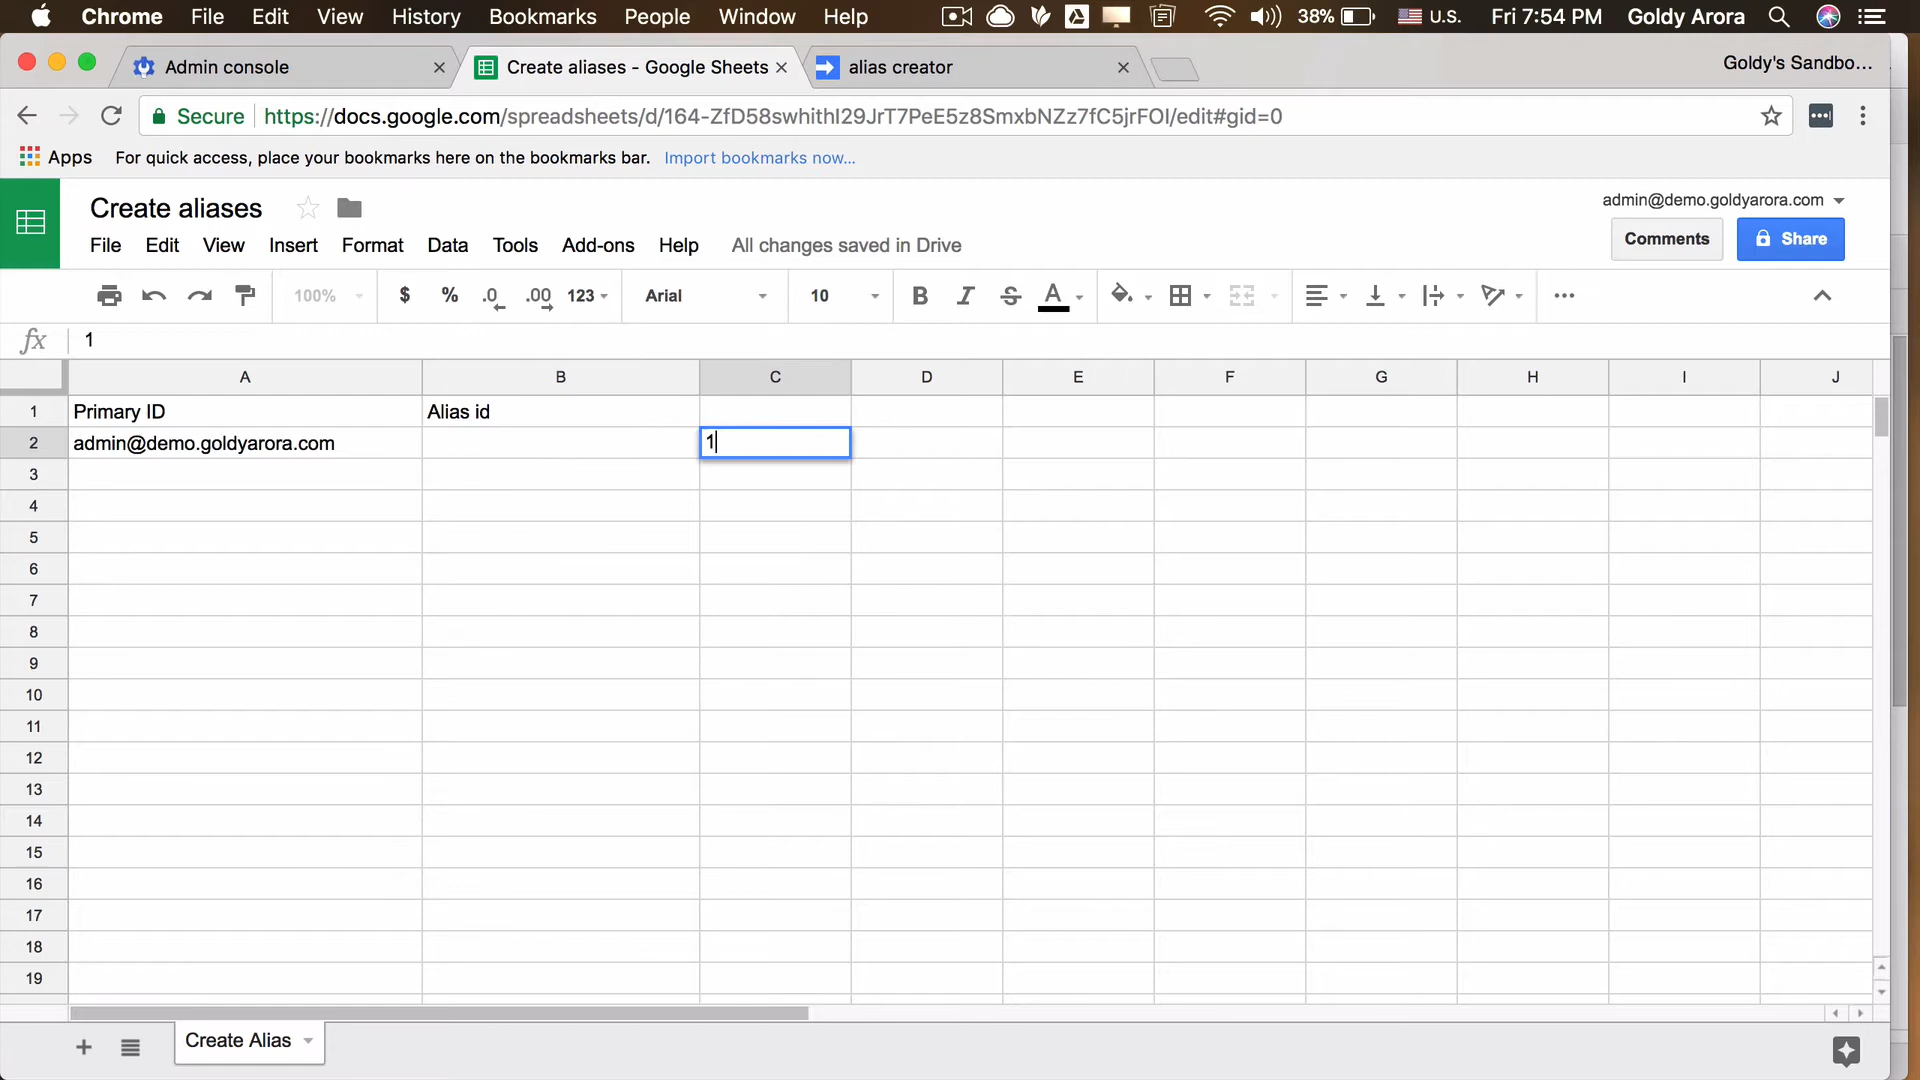 Chrome File Edit View History Bookmarks People Window Help 38% U.S. Fri 7:54 PM Goldy Arora
Admin console Create aliases - Google Sheets alias creator Goldy's Sandbo...
Secure https://docs.google.com/spreadsheets/d/164-ZfD58swhithI29JrT7PeE5z8SmxbNZz7fC5jrFOI/edit#gid=0
Apps For quick access, place your bookmarks here on the bookmarks bar. Import bookmarks now...
Create aliases admin@demo.goldyarora.com
File Edit View Insert Format Data Tools Add-ons Help All changes saved in Drive Comments Share
100% $ % .0 .00 123 Arial 10 B I S A
fx 1
A B C D E F G H I J
1 Primary ID Alias id
2 admin@demo.goldyarora.com 1
3
4
5
6
7
8
9
10
11
12
13
14
15
16
17
18
19
Create Alias